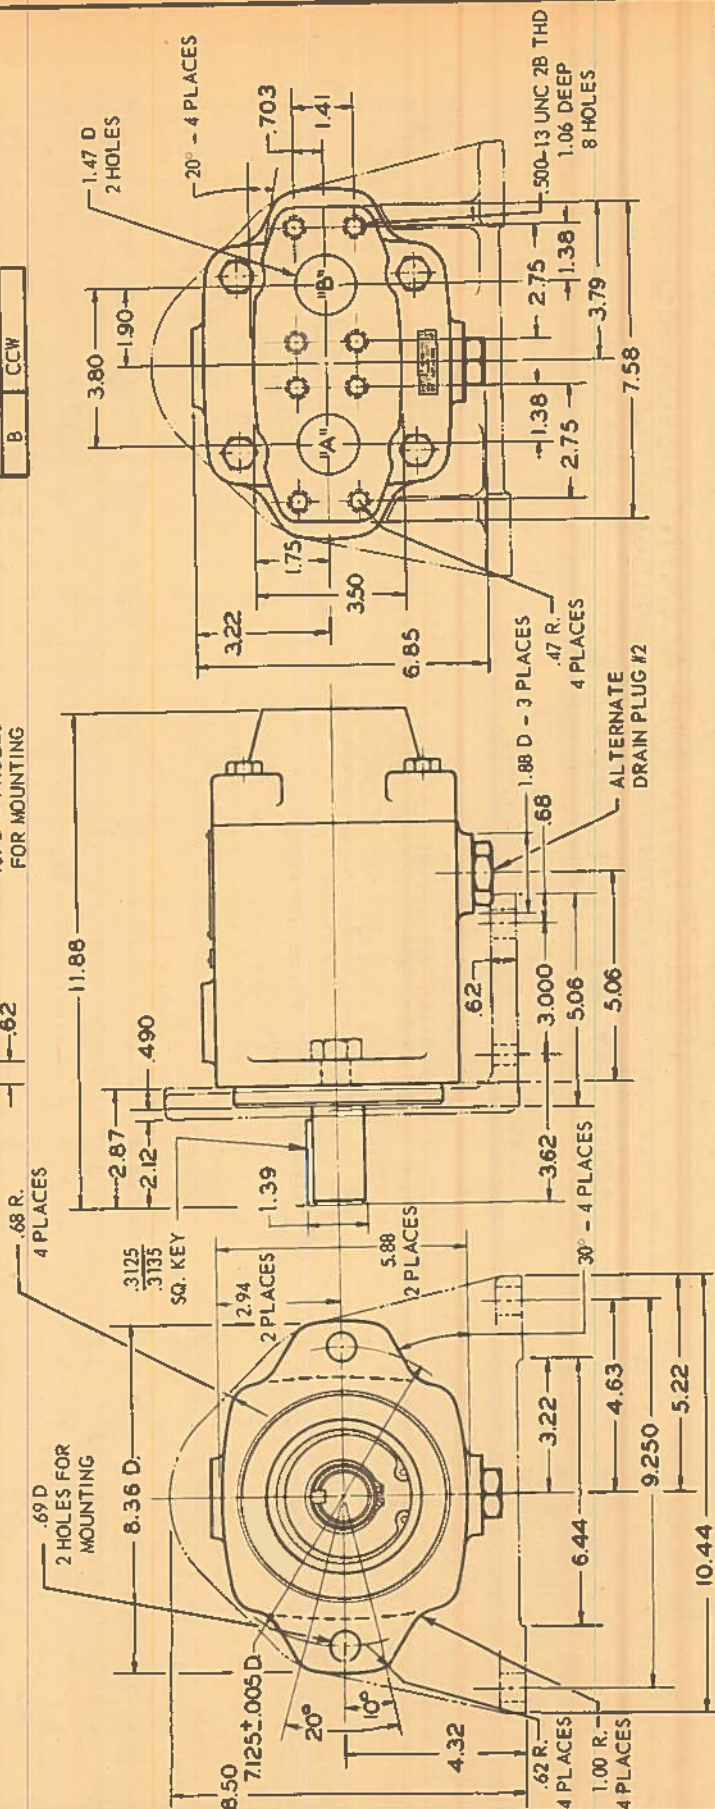 B CCW
FOR MOUNTING
.62
1.47 D
2 HOLES
20° - 4 PLACES
.703
1.41
.500-13 UNC 2B THD
1.06 DEEP
8 HOLES
3.80
1.90
"A"
"B"
1.75
3.50
3.22
6.85
1.38
2.75
2.75
1.38
3.79
7.58
.47 R.
4 PLACES
11.88
2.87
.490
2.12
.3125
.3135
SQ. KEY
1.39
.62
1.88 D - 3 PLACES
.68
3.000
3.62
5.06
5.06
ALTERNATE
DRAIN PLUG #2
.68 R.
4 PLACES
.69 D
2 HOLES FOR
MOUNTING
8.36 D.
2.94
2 PLACES
5.88
2 PLACES
30° - 4 PLACES
7.125±.005 D
20°
10°
8.50
4.32
.62 R.
4 PLACES
1.00 R.
4 PLACES
3.22
6.44
4.63
9.250
5.22
10.44